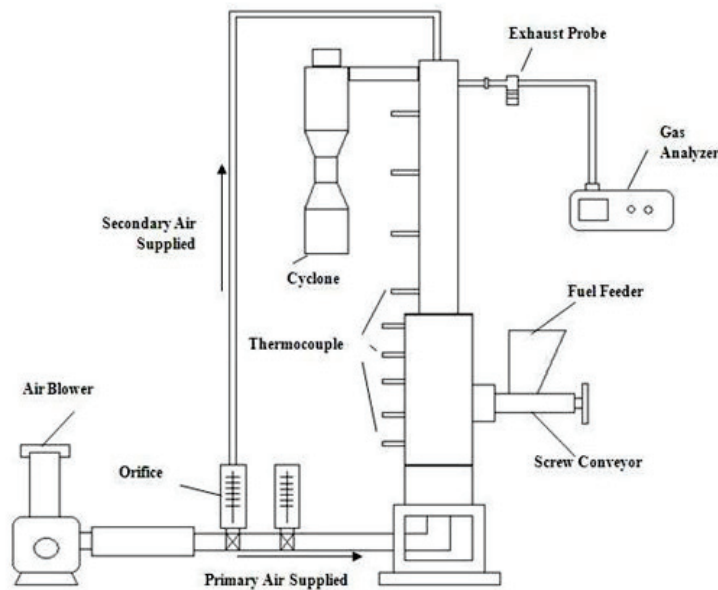 Exhaust Probe
Gas
Analyzer
Secondary Air
Supplied
Cyclone
Fuel Feeder
Thermocouple
Air Blower
Orifice
Screw Conveyor
Primary Air Supplied